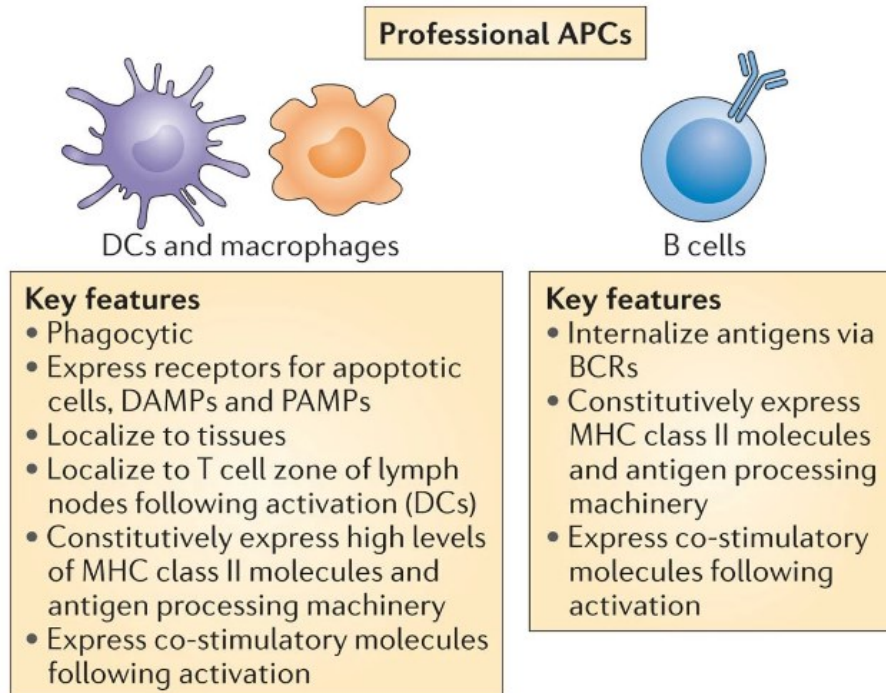 Professional APCs
DCs and macrophages
Key features
• Phagocytic
• Express receptors for apoptotic
cells, DAMPs and PAMPs
• Localize to tissues
• Localize to T cell zone of lymph
nodes following activation (DCs)
• Constitutively express high levels
of MHC class II molecules and
antigen processing machinery
• Express co-stimulatory molecules
following activation
B cells
Key features
• Internalize antigens via
BCRs
• Constitutively express
MHC class II molecules
and antigen processing
machinery
• Express co-stimulatory
molecules following
activation